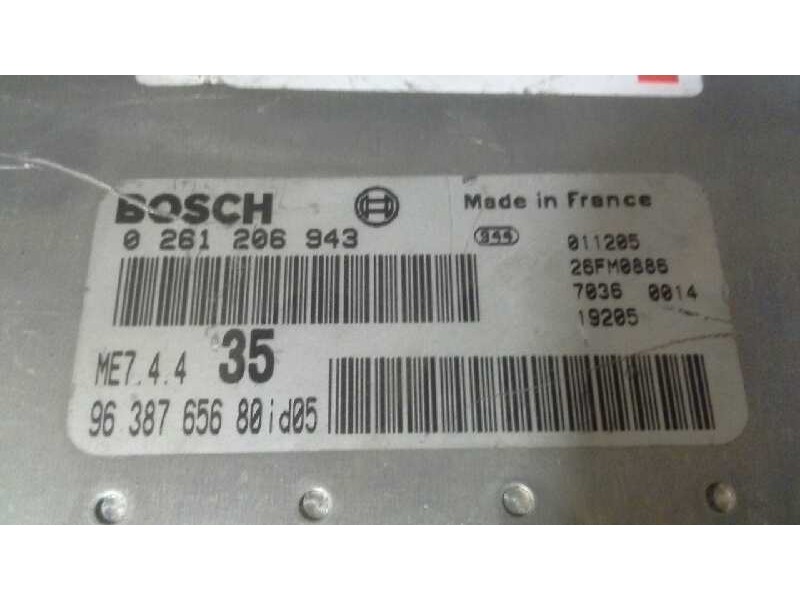 BOSCH
Made in France
0 261 206 943
944
011205
26FM0886
7036 0014
19205
ME7.4.4 35
96 387 656 80id05